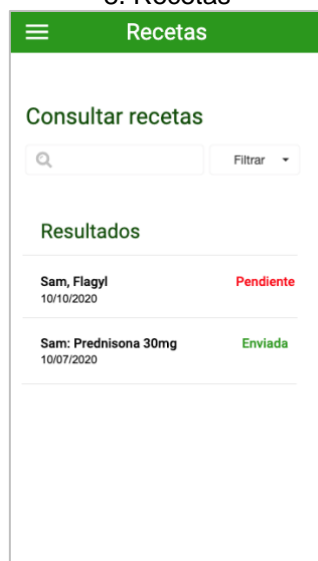 Recetas
Consultar recetas
Filtrar
Resultados
Sam, Flagyl
Pendiente
10/10/2020
Sam: Prednisona 30mg
Enviada
10/07/2020